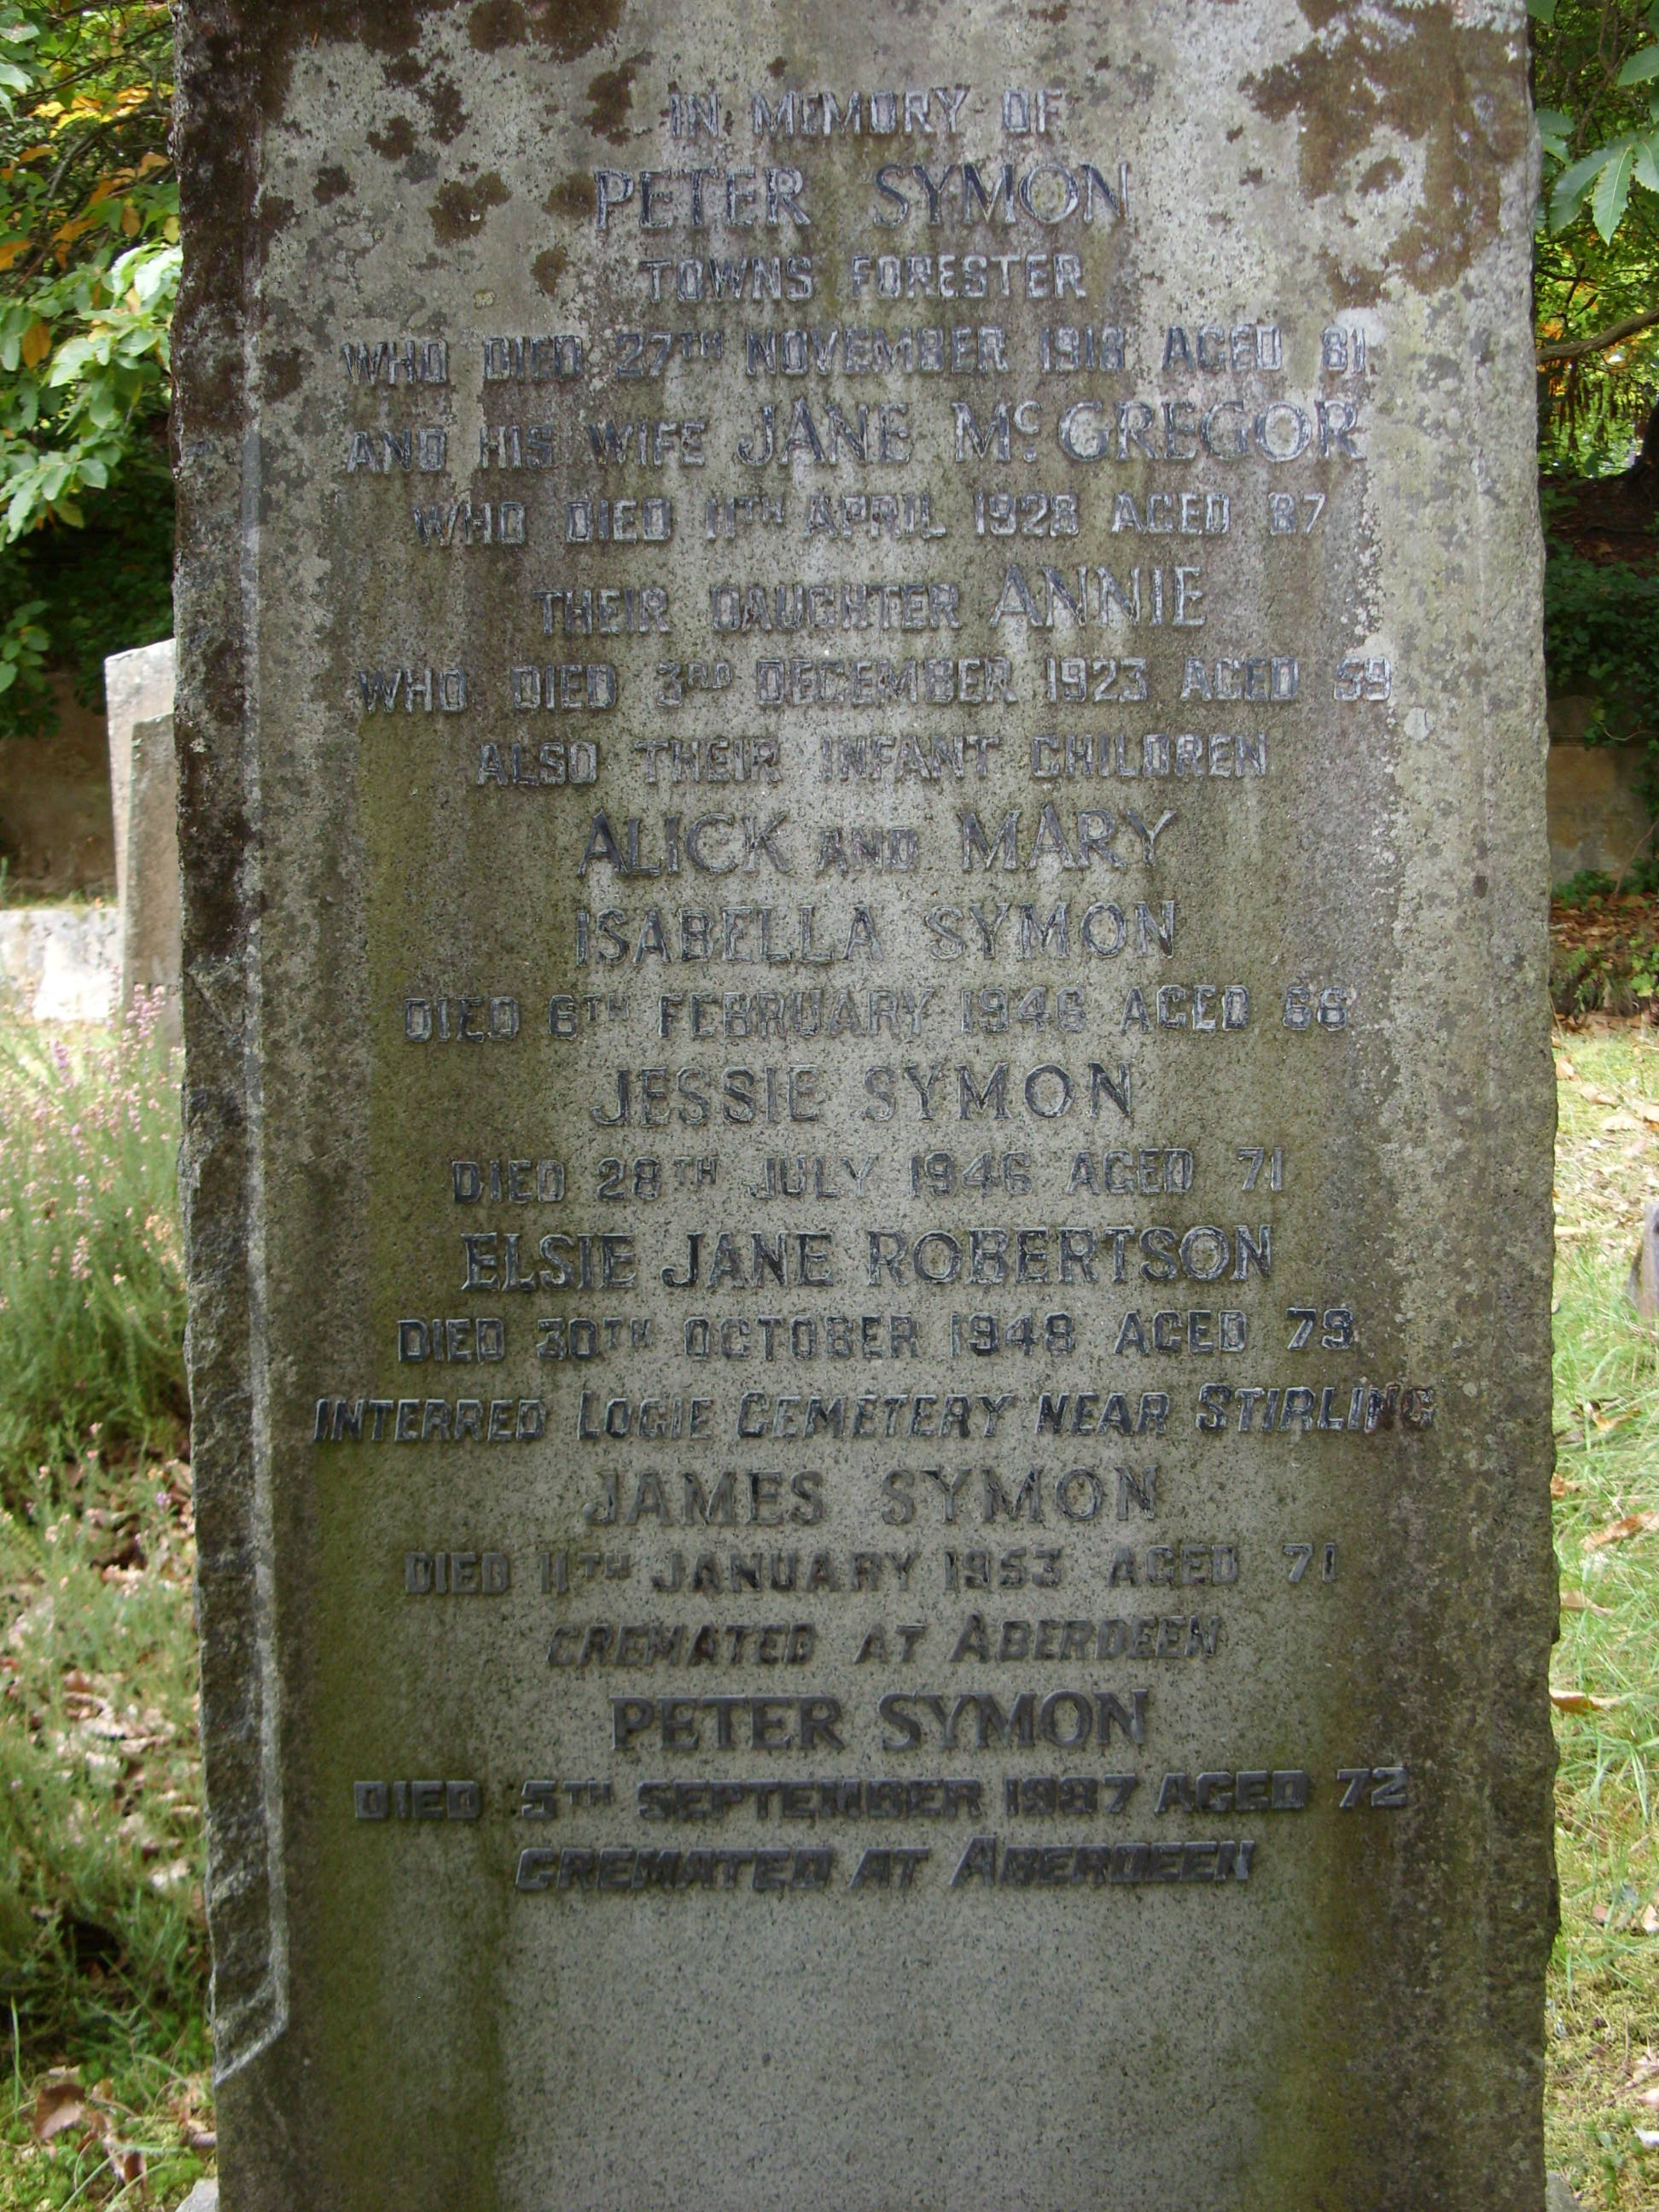 IN MEMORY OF
PETER SYMON
TOWNS FORESTER
WHO DIED 27TH NOVEMBER AGED 81
AND HIS WIFE JANE MCGREGOR
WHO DIED 11TH APRIL 1928 AGED 87
THEIR DAUGHTER ANNIE
WHO DIED 3RD DECEMBER 1923 AGED
ALSO THEIR INFANT CHILDREN
ALICK AND MARY
ISABELLA SYMON
DIED 6TH FEBRUARY 1946 AGED
JESSIE SYMON
DIED 28TH JULY 1946 AGED 71
ELSIE JANE ROBERTSON
DIED 30TH OCTOBER 1948 AGED 79
INTERRED LOGIE CEMETERY NEAR STIRLING
JAMES SYMON
DIED 11TH JANUARY 1953 AGED 71
CREMATED AT ABERDEEN
PETER SYMON
DIED 5TH SEPTEMBER 1987 AGED 72
CREMATED AT ABERDEEN